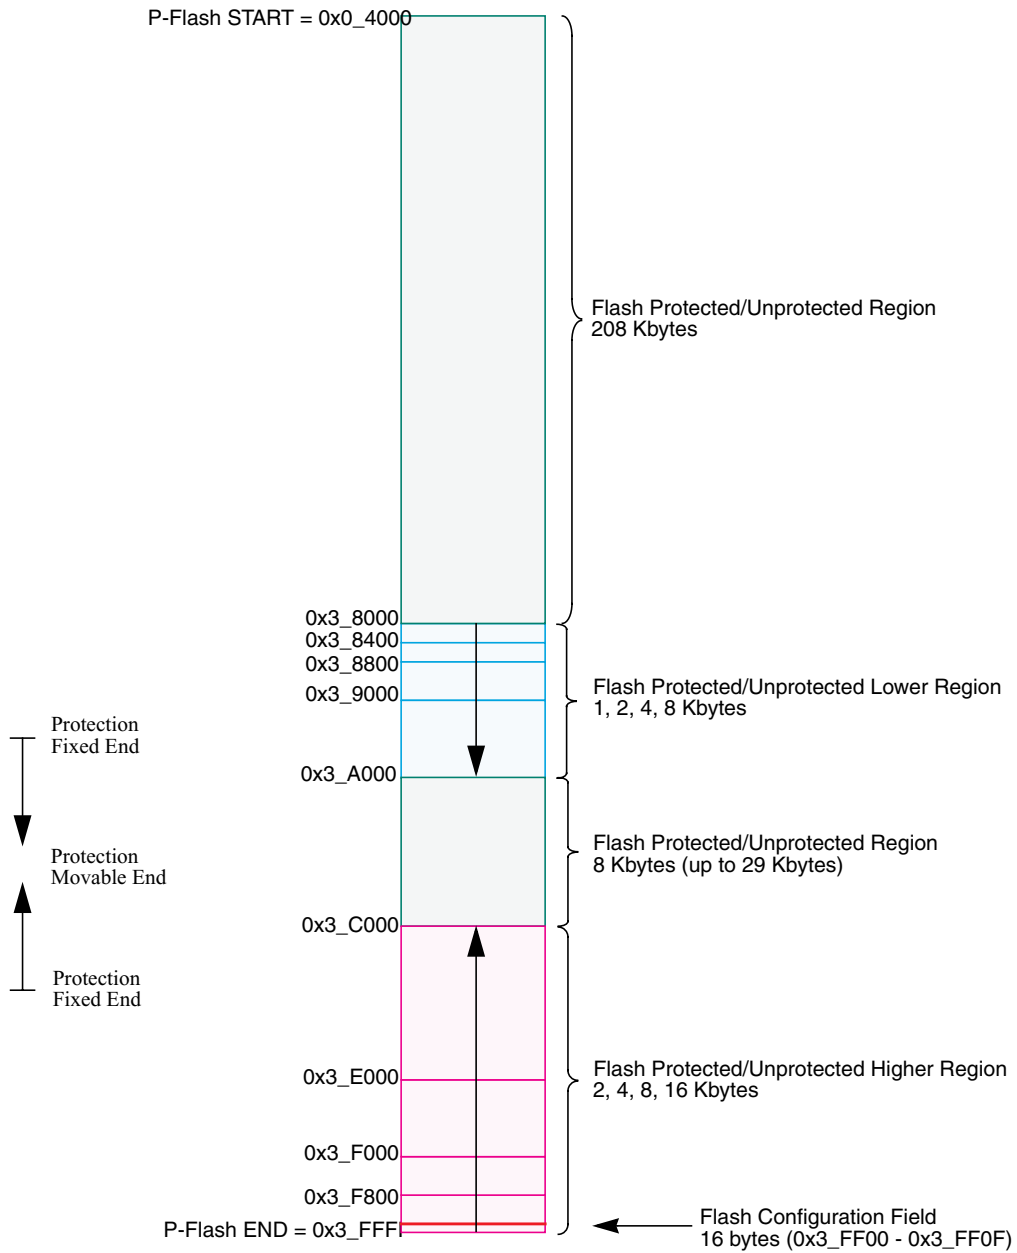 P-Flash START = 0x0_4000
Flash Protected/Unprotected Region
208 Kbytes
0x3_8000
0x3_8400
0x3_8800
0x3_9000
Flash Protected/Unprotected Lower Region
1, 2, 4, 8 Kbytes
Protection
Fixed End
0x3_A000
Protection
Movable End
Flash Protected/Unprotected Region
8 Kbytes (up to 29 Kbytes)
0x3_C000
Protection
Fixed End
0x3_E000
Flash Protected/Unprotected Higher Region
2, 4, 8, 16 Kbytes
0x3_F000
0x3_F800
P-Flash END = 0x3_FFF
Flash Configuration Field
16 bytes (0x3_FF00 - 0x3_FF0F)